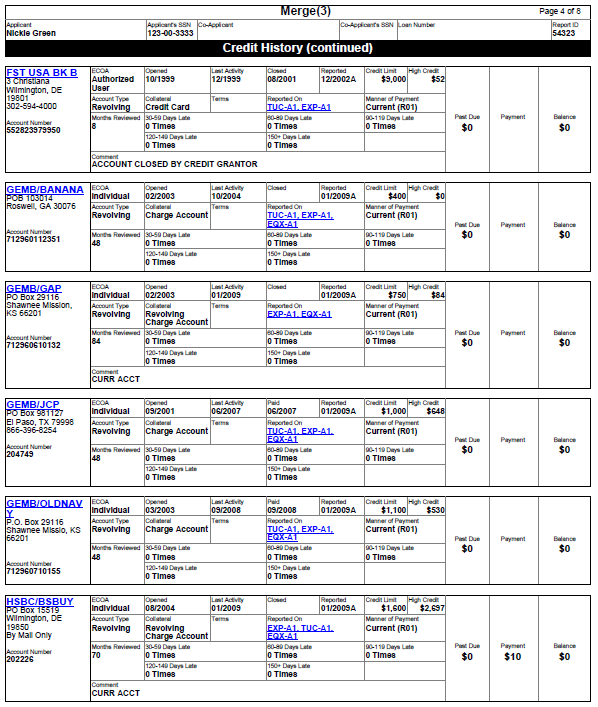 Merge(3)
Page 4 of 8
Applicant Applicant's SSN Co-Applicant Co-Applicant's SSN Loan Number Report ID
Nickie Green 123-00-3333 54323
Credit History (continued)
FST USA BK B
3 Christiana
Wilmington, DE
19801
302-594-4000
Account Number
552823979950
ECOA Opened Last Activity Closed Reported Credit Limit High Credit
Authorized User 10/1999 12/1999 08/2001 12/2002A $9,000 $52
Account Type Collateral Terms Reported On Manner of Payment
Revolving Credit Card TUC-A1, EXP-A1 Current (R01)
Months Reviewed 30-59 Days Late 60-89 Days Late 90-119 Days Late
8 0 Times 0 Times 0 Times
120-149 Days Late 150+ Days Late
0 Times 0 Times
Comment
ACCOUNT CLOSED BY CREDIT GRANTOR
Past Due Payment Balance
$0 $0
GEMB/BANANA
POB 103014
Roswell, GA 30076
Account Number
712960112351
ECOA Opened Last Activity Closed Reported Credit Limit High Credit
Individual 02/2003 10/2004 01/2009A $400 $0
Account Type Collateral Terms Reported On Manner of Payment
Revolving Charge Account TUC-A1, EXP-A1, Current (R01)
EQX-A1
Months Reviewed 30-59 Days Late 60-89 Days Late 90-119 Days Late
48 0 Times 0 Times 0 Times
120-149 Days Late 150+ Days Late
0 Times 0 Times
Past Due Payment Balance
$0 $0
GEMB/GAP
PO Box 29116
Shawnee Mission,
KS 66201
Account Number
712960610132
ECOA Opened Last Activity Closed Reported Credit Limit High Credit
Individual 02/2003 01/2009 01/2009A $750 $84
Account Type Collateral Terms Reported On Manner of Payment
Revolving Revolving EXP-A1, EQX-A1 Current (R01)
Charge Account
Months Reviewed 30-59 Days Late 60-89 Days Late 90-119 Days Late
84 0 Times 0 Times 0 Times
120-149 Days Late 150+ Days Late
0 Times 0 Times
Comment
CURR ACCT
Past Due Payment Balance
$0 $0
GEMB/JCP
PO Box 981127
El Paso, TX 79998
866-396-8254
Account Number
204749
ECOA Opened Last Activity Paid Reported Credit Limit High Credit
Individual 09/2001 06/2007 06/2007 01/2009A $1,000 $648
Account Type Collateral Terms Reported On Manner of Payment
Revolving Charge Account TUC-A1, EXP-A1, Current (R01)
EQX-A1
Months Reviewed 30-59 Days Late 60-89 Days Late 90-119 Days Late
48 0 Times 0 Times 0 Times
120-149 Days Late 150+ Days Late
0 Times 0 Times
Past Due Payment Balance
$0 $0
GEMB/OLDNAV
Y
P.O. Box 29116
Shawnee Missio, KS
66201
Account Number
712960710155
ECOA Opened Last Activity Paid Reported Credit Limit High Credit
Individual 03/2003 09/2008 09/2008 01/2009A $1,100 $530
Account Type Collateral Terms Reported On Manner of Payment
Revolving Charge Account TUC-A1, EXP-A1, Current (R01)
EQX-A1
Months Reviewed 30-59 Days Late 60-89 Days Late 90-119 Days Late
48 0 Times 0 Times 0 Times
120-149 Days Late 150+ Days Late
0 Times 0 Times
Past Due Payment Balance
$0 $0
HSBC/BSBUY
PO Box 15519
Wilmington, DE
19850
By Mail Only
Account Number
202226
ECOA Opened Last Activity Closed Reported Credit Limit High Credit
Individual 08/2004 01/2009 01/2009A $1,600 $2,697
Account Type Collateral Terms Reported On Manner of Payment
Revolving Revolving EXP-A1, TUC-A1, Current (R01)
Charge Account EQX-A1
Months Reviewed 30-59 Days Late 60-89 Days Late 90-119 Days Late
70 0 Times 0 Times 0 Times
120-149 Days Late 150+ Days Late
0 Times 0 Times
Comment
CURR ACCT
Past Due Payment Balance
$0 $10 $0